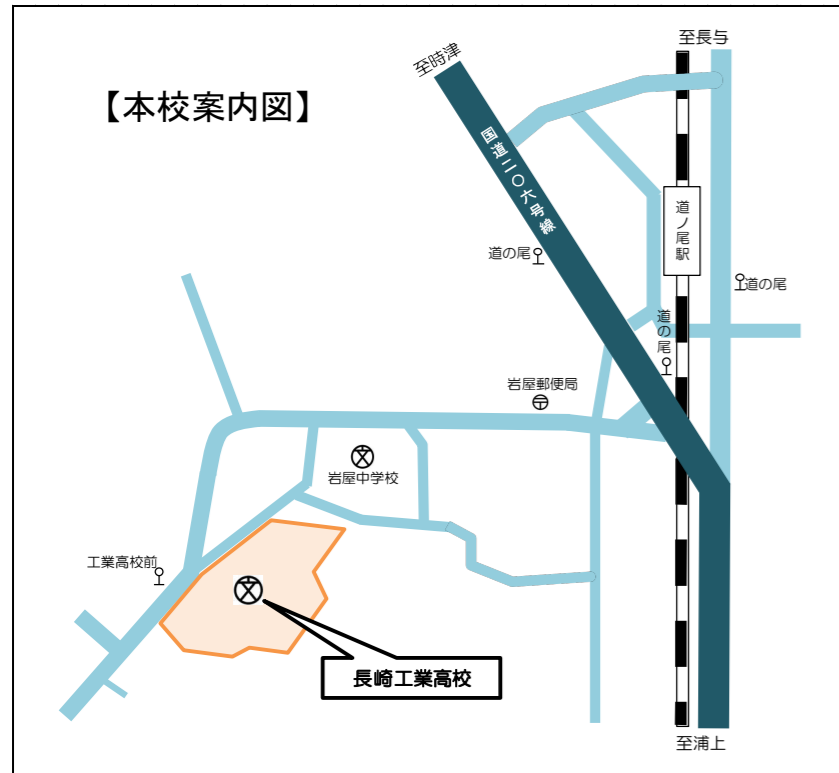 至長与
至時津
【本校案内図】
国道二〇六号線
道ノ尾駅
道の尾
道の尾
道の尾
岩屋郵便局
岩屋中学校
工業高校前
長崎工業高校
至浦上